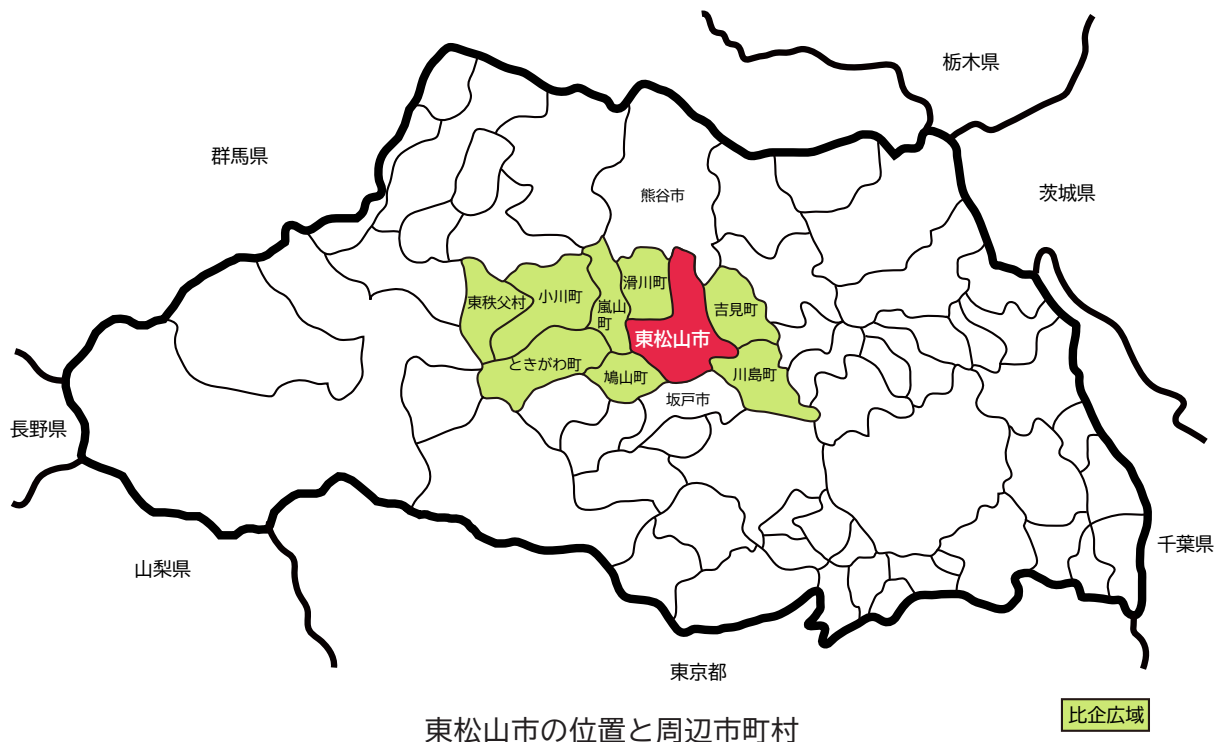 栃木県
群馬県
熊谷市
茨城県
滑川町
東秩父村
小川町
嵐山
町
吉見町
東松山市
ときがわ町
鳩山町
川島町
坂戸市
長野県
千葉県
山梨県
東京都
比企広域
東松山市の位置と周辺市町村